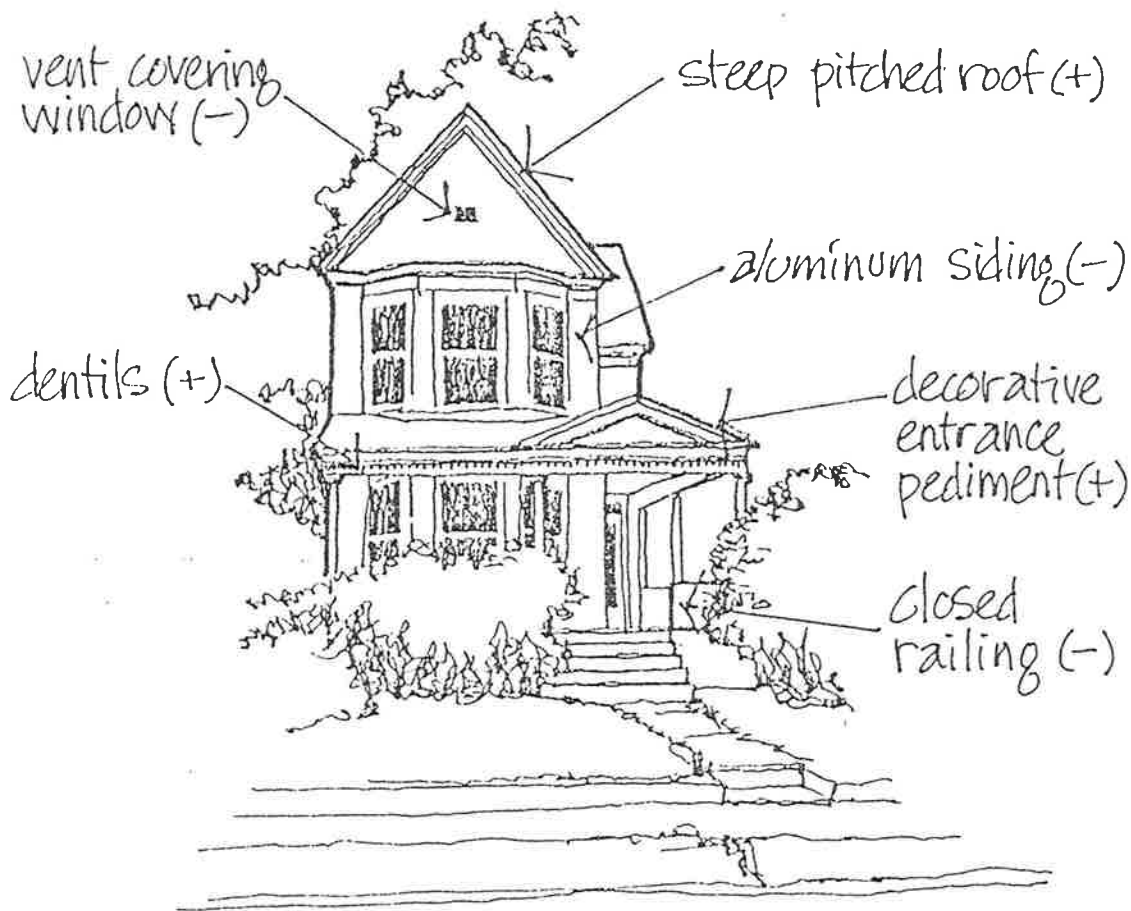 vent covering
window (-)
steep pitched roof (+)
aluminum siding (-)
dentils (+)
decorative
entrance
pediment (+)
closed
railing (-)